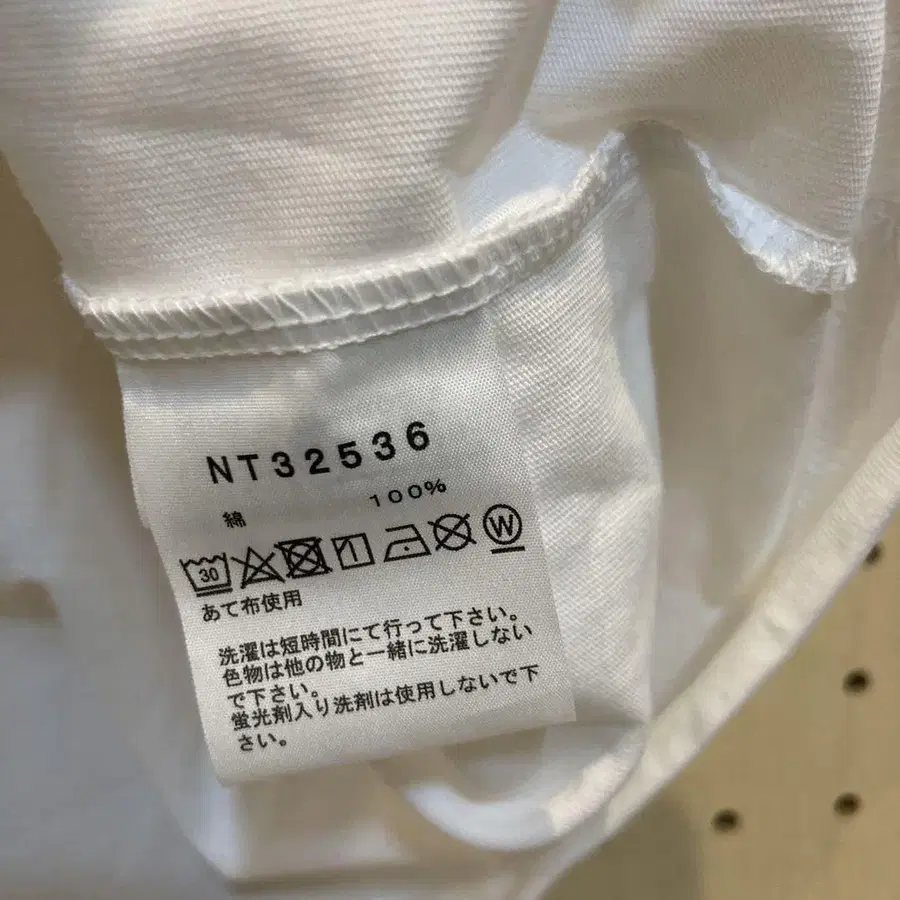 NT32536
綿 100%
30 W
あて布使用
洗濯は短時間にて行って下さい。
色物は他の物と一緒に洗濯しない
で下さい。
蛍光剤入り洗剤は使用しないで下
さい。